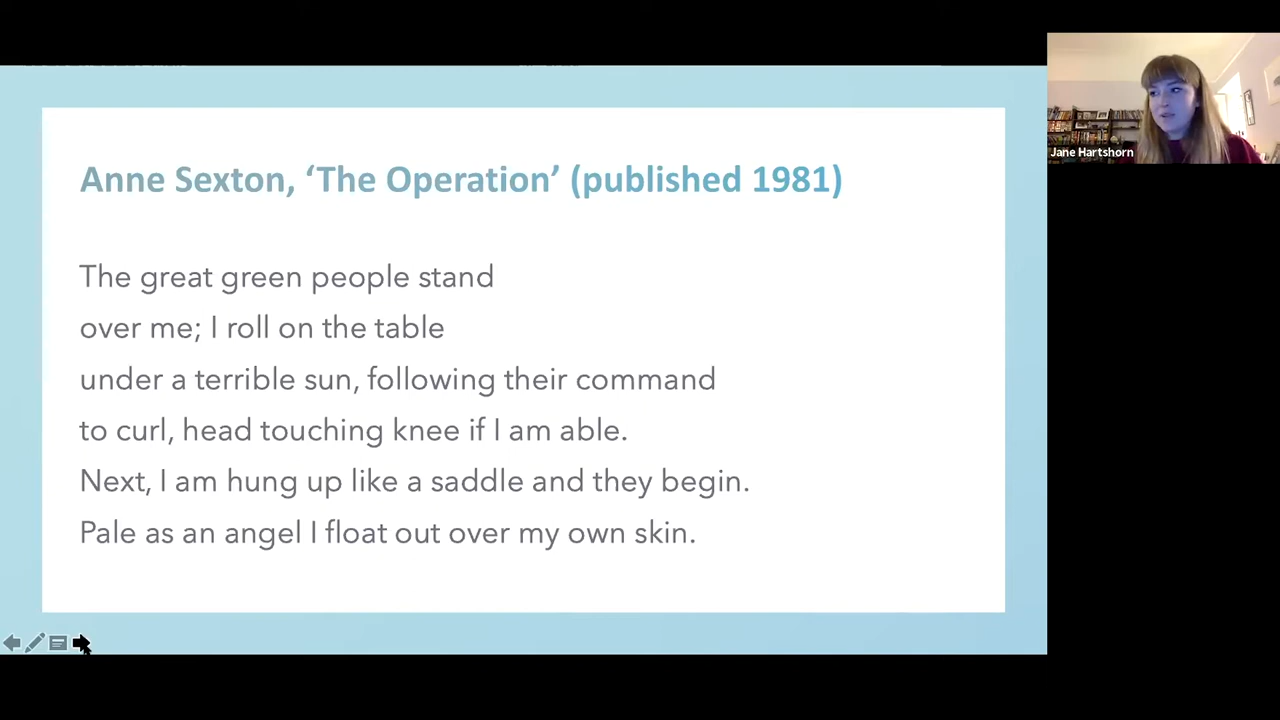 Anne Sexton, ‘The Operation’ (published 1981)
The great green people stand
over me; I roll on the table
under a terrible sun, following their command
to curl, head touching knee if I am able.
Next, I am hung up like a saddle and they begin.
Pale as an angel I float out over my own skin.
Jane Hartshorn